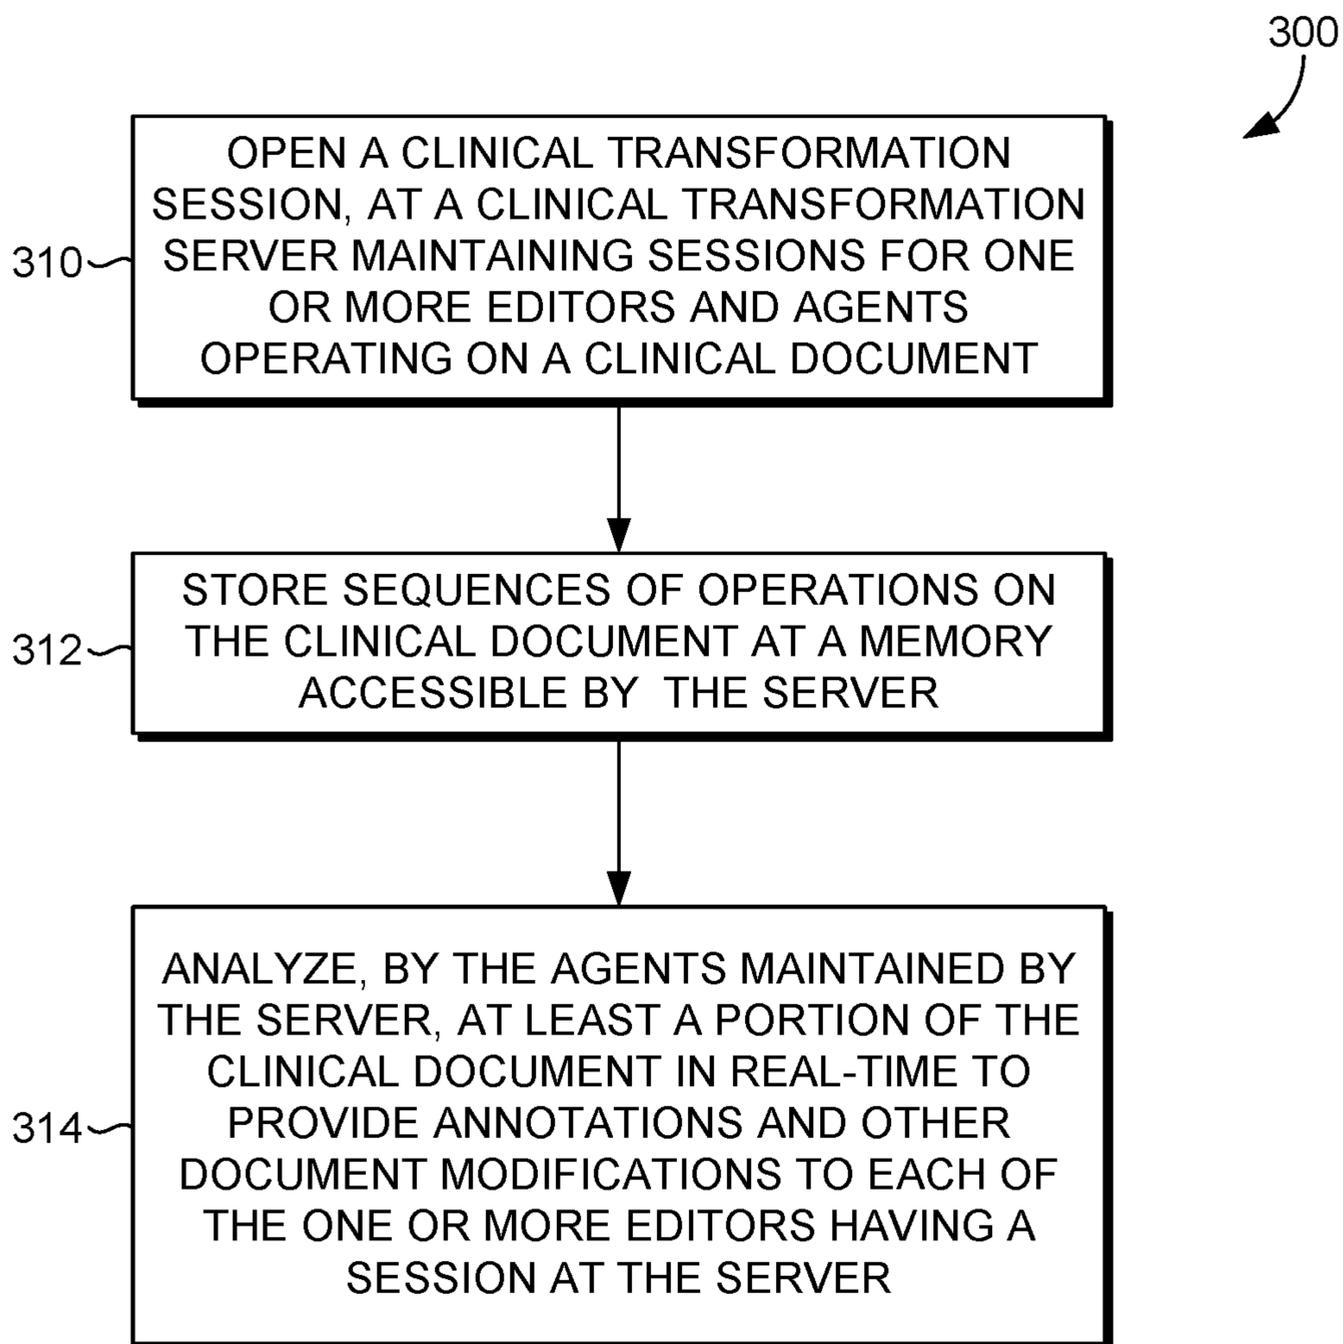 300
OPEN A CLINICAL TRANSFORMATION
SESSION, AT A CLINICAL TRANSFORMATION
310
SERVER MAINTAINING SESSIONS FOR ONE
OR MORE EDITORS AND AGENTS
OPERATING ON A CLINICAL DOCUMENT
STORE SEQUENCES OF OPERATIONS ON
312
THE CLINICAL DOCUMENT AT A MEMORY
ACCESSIBLE BY THE SERVER
ANALYZE, BY THE AGENTS MAINTAINED BY
THE SERVER, AT LEAST A PORTION OF THE
CLINICAL DOCUMENT IN REAL-TIME TO
314
PROVIDE ANNOTATIONS AND OTHER
DOCUMENT MODIFICATIONS TO EACH OF
THE ONE OR MORE EDITORS HAVING A
SESSION AT THE SERVER